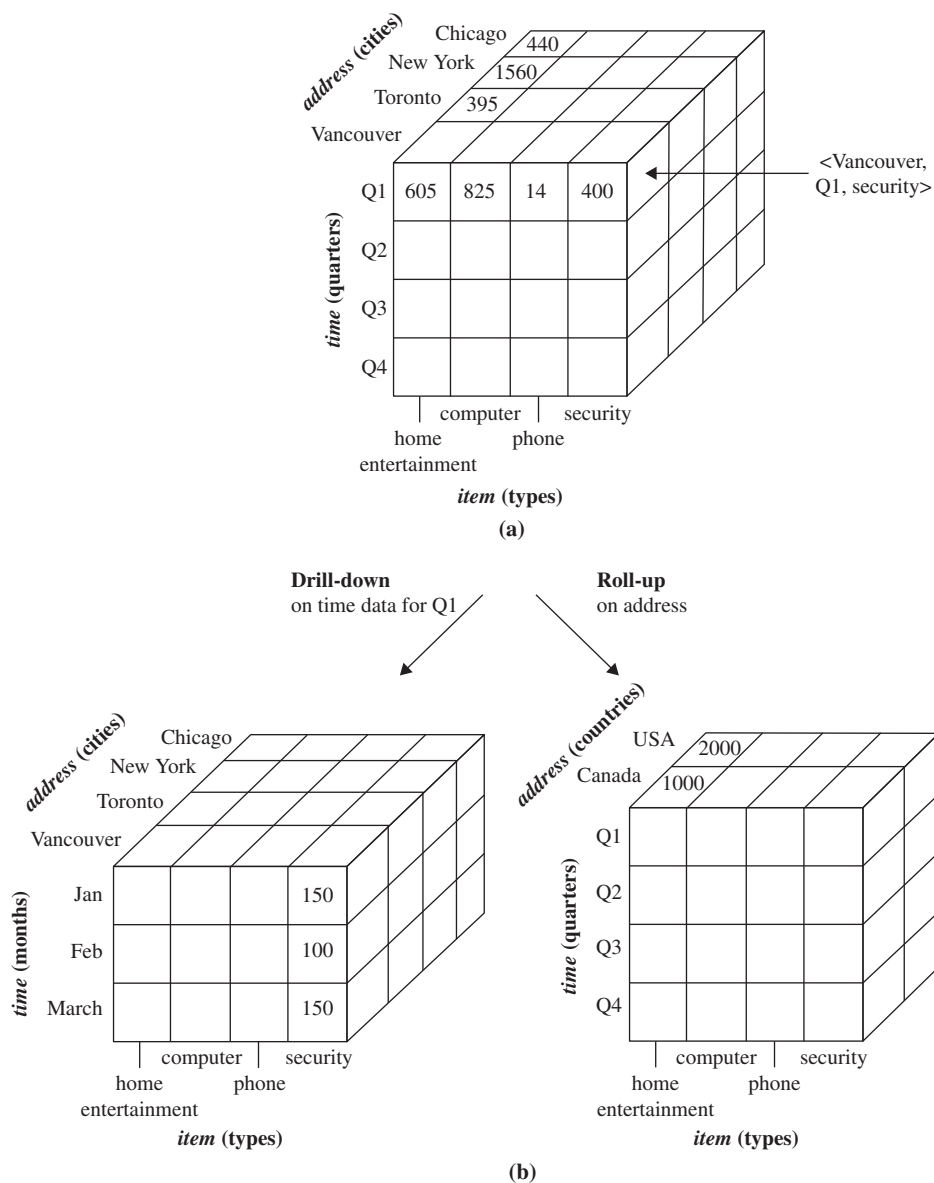 address (cities)
Chicago
440
New York
1560
Toronto
395
Vancouver
<Vancouver,
Q1, security>
Q1
605
825
14
400
Q2
Q3
Q4
time (quarters)
computer
security
home
entertainment
phone
item (types)
(a)
Drill-down
on time data for Q1
Roll-up
on address
address (cities)
Chicago
New York
Toronto
Vancouver
Jan
150
Feb
100
March
150
time (months)
computer
security
home
entertainment
phone
item (types)
address (countries)
USA
2000
Canada
1000
Q1
Q2
Q3
Q4
time (quarters)
computer
security
home
entertainment
phone
item (types)
(b)